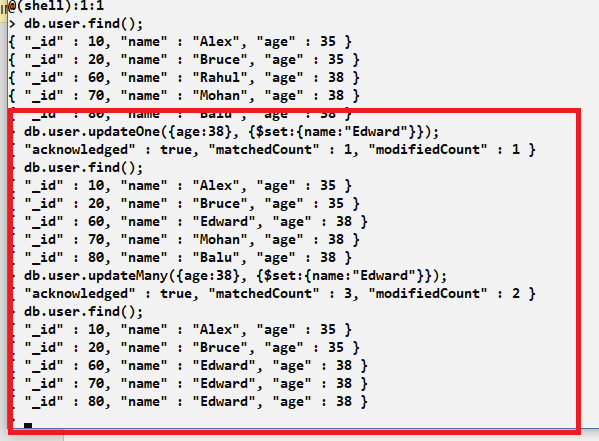 @(shell):1:1
> db.user.find();
{ "_id" : 10, "name" : "Alex", "age" : 35 }
{ "_id" : 20, "name" : "Bruce", "age" : 35 }
{ "_id" : 60, "name" : "Rahul", "age" : 38 }
{ "_id" : 70, "name" : "Mohan", "age" : 38 }
{ "_id" : 80, "name" : "Balu", "age" : 38 }
> db.user.updateOne({age:38}, {$set:{name:"Edward"}});
{ "acknowledged" : true, "matchedCount" : 1, "modifiedCount" : 1 }
> db.user.find();
{ "_id" : 10, "name" : "Alex", "age" : 35 }
{ "_id" : 20, "name" : "Bruce", "age" : 35 }
{ "_id" : 60, "name" : "Edward", "age" : 38 }
{ "_id" : 70, "name" : "Mohan", "age" : 38 }
{ "_id" : 80, "name" : "Balu", "age" : 38 }
> db.user.updateMany({age:38}, {$set:{name:"Edward"}});
{ "acknowledged" : true, "matchedCount" : 3, "modifiedCount" : 2 }
> db.user.find();
{ "_id" : 10, "name" : "Alex", "age" : 35 }
{ "_id" : 20, "name" : "Bruce", "age" : 35 }
{ "_id" : 60, "name" : "Edward", "age" : 38 }
{ "_id" : 70, "name" : "Edward", "age" : 38 }
{ "_id" : 80, "name" : "Edward", "age" : 38 }
>